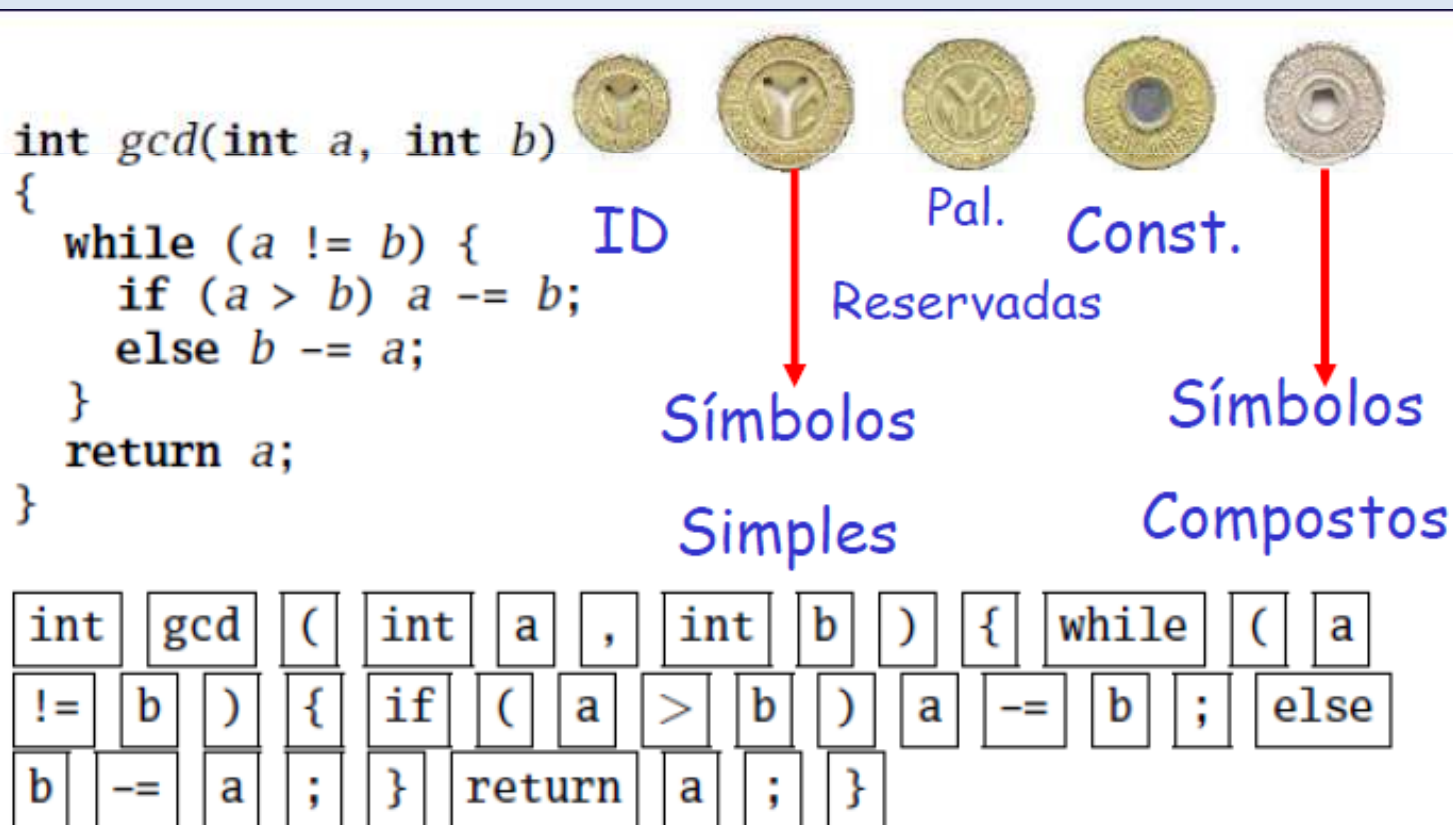 int gcd(int a, int b)
{
while (a != b) {
if (a > b) a -= b;
else b -= a;
}
return a;
}
ID
Pal.
Reservadas
Const.
Símbolos
Simples
Símbolos
Compostos
int gcd ( int a , int b ) { while ( a
!= b ) { if ( a > b ) a -= b ; else
b -= a ; } return a ; }